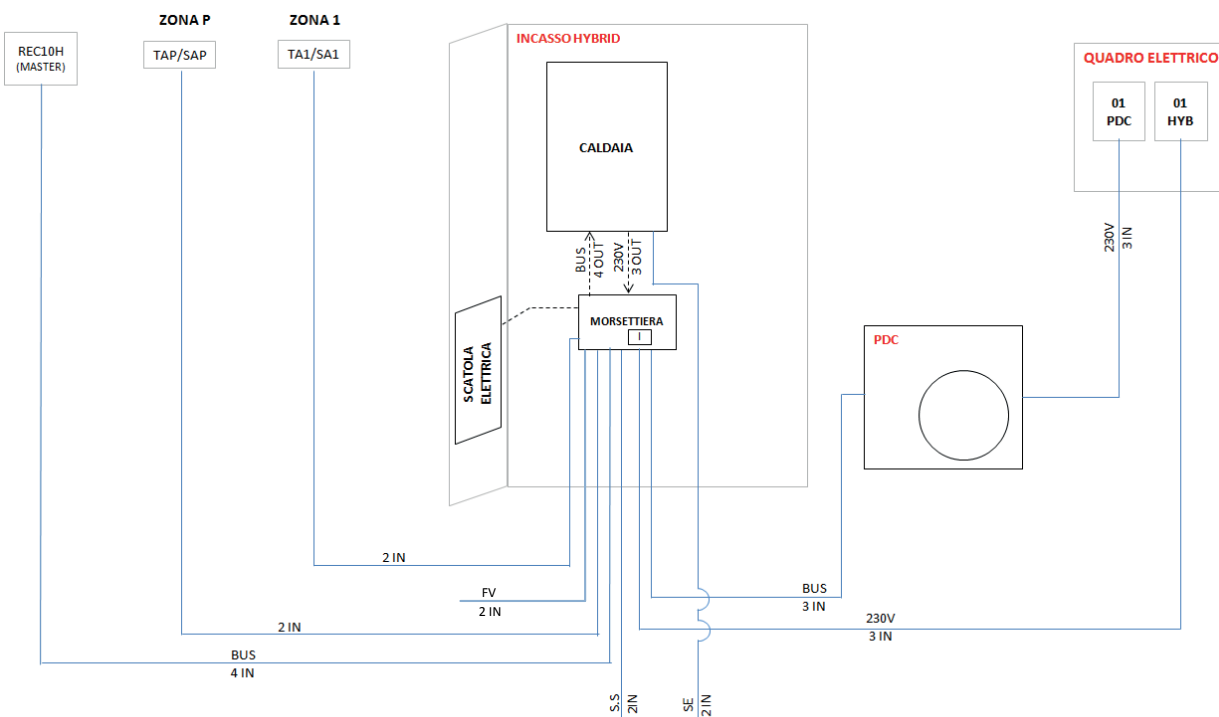 ZONA P
ZONA 1
REC10H
(MASTER)
TAP/SAP
TA1/SA1
INCASSO HYBRID
QUADRO ELETTRICO
01
PDC
01
HYB
CALDAIA
BUS
4 OUT
230V
3 OUT
230V
3 IN
MORSETTIERA
I
SCATOLA
ELETTRICA
PDC
2 IN
FV
2 IN
BUS
3 IN
230V
3 IN
2 IN
BUS
4 IN
S.S
2IN
SE
2 IN